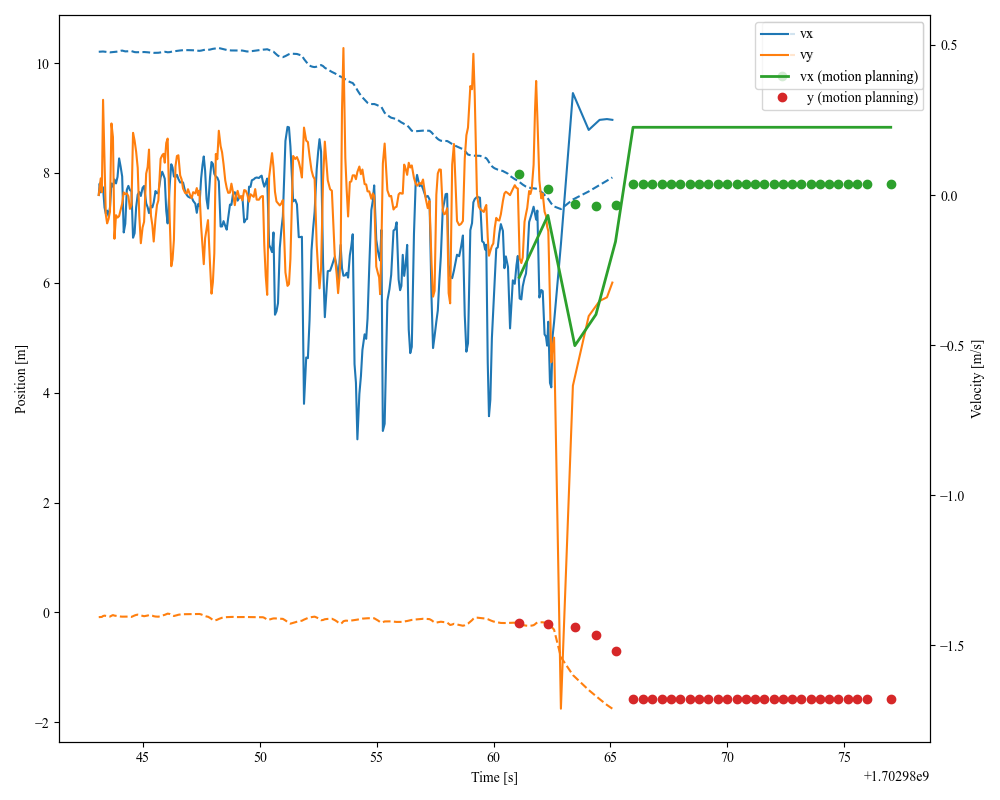 vx
vy
vx (motion planning)
y (motion planning)
10
8
6
4
2
0
−2
Position [m]
0.5
0.0
−0.5
−1.0
−1.5
Velocity [m/s]
45
50
55
60
65
70
75
Time [s]
+1.70298e9